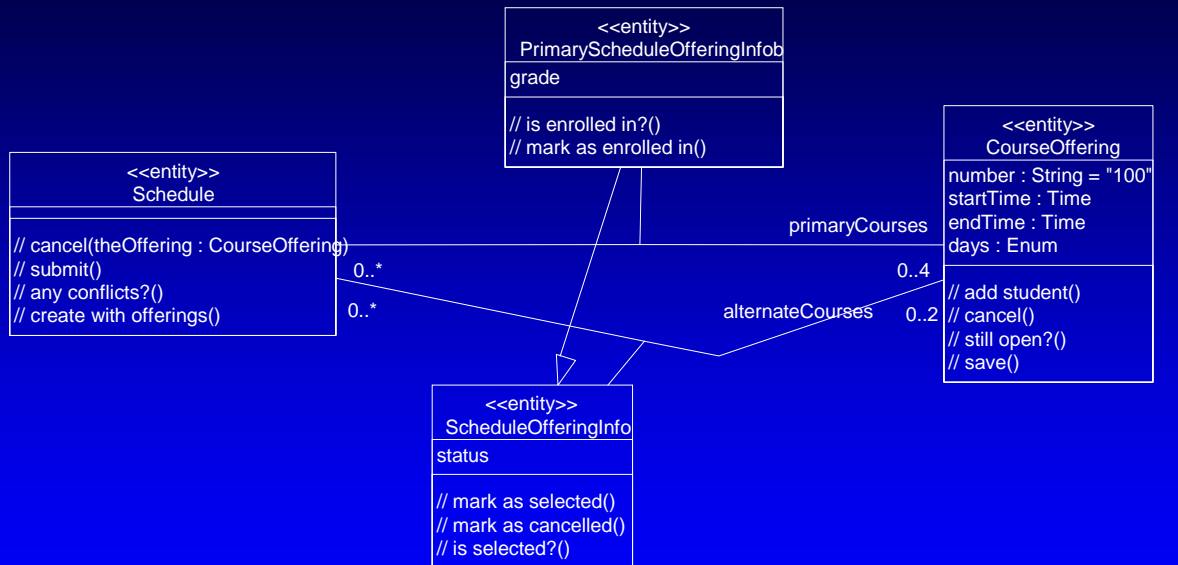 <<entity>>
PrimaryScheduleOfferingInfob
grade
// is enrolled in?()
// mark as enrolled in()
<<entity>>
Schedule
// cancel(theOffering : CourseOffering)
// submit()
// any conflicts?()
// create with offerings()
<<entity>>
CourseOffering
number : String = "100"
startTime : Time
endTime : Time
days : Enum
// add student()
// cancel()
// still open?()
// save()
primaryCourses
0..*
0..4
0..*
alternateCourses
0..2
<<entity>>
ScheduleOfferingInfo
status
// mark as selected()
// mark as cancelled()
// is selected?()